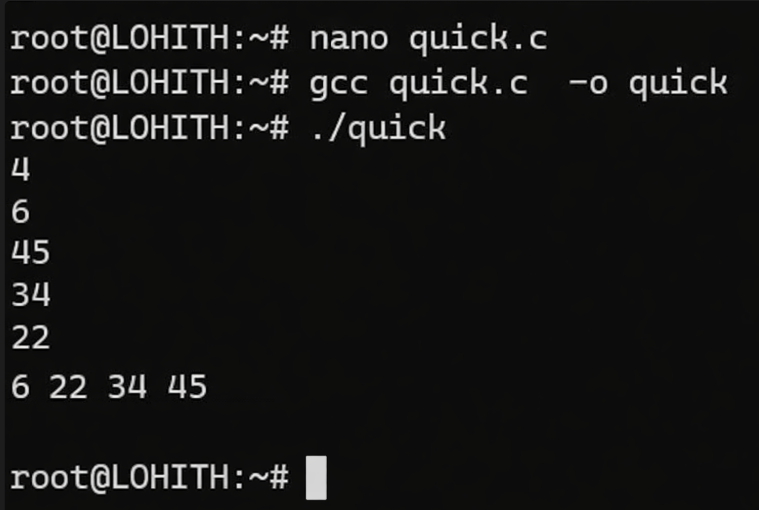 root@LOHITH:~# nano quick.c
root@LOHITH:~# gcc quick.c  -o quick
root@LOHITH:~# ./quick
4
6
45
34
22
6 22 34 45
root@LOHITH:~#